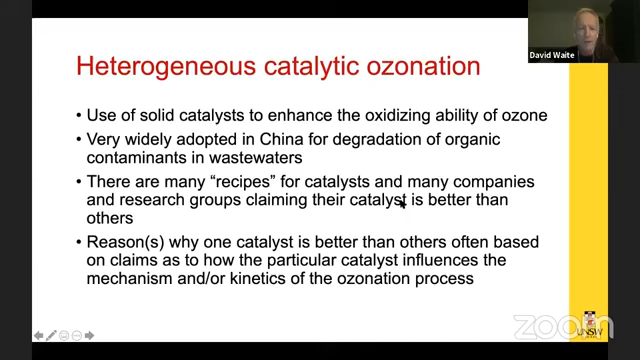 David Waite
Heterogeneous catalytic ozonation
• Use of solid catalysts to enhance the oxidizing ability of ozone
• Very widely adopted in China for degradation of organic
contaminants in wastewaters
• There are many “recipes” for catalysts and many companies
and research groups claiming their catalyst is better than
others
• Reason(s) why one catalyst is better than others often based
on claims as to how the particular catalyst influences the
mechanism and/or kinetics of the ozonation process
zoom
UNSW